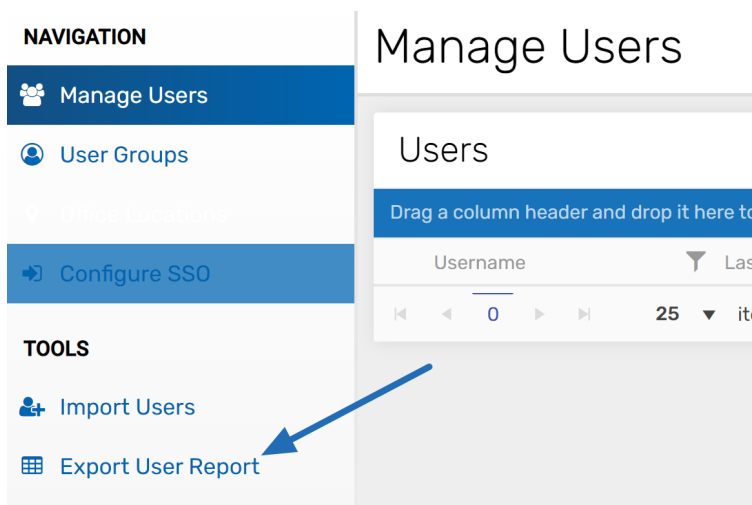 NAVIGATION
Manage Users
User Groups
Office Locations
Configure SSO
TOOLS
Import Users
Export User Report
Manage Users
Users
Drag a column header and drop it here to
Username
Las
0
25
ite